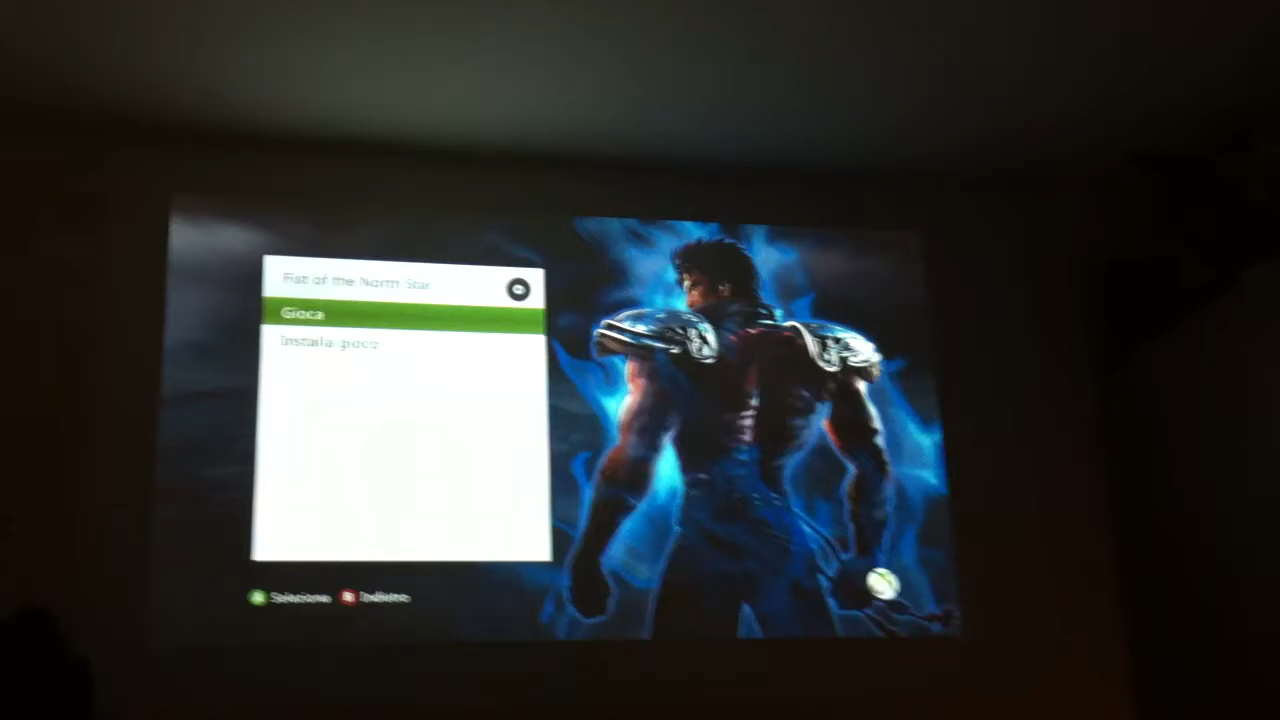 Fist of the North Star
Gioca
Installa gioco
Seleziona Indietro